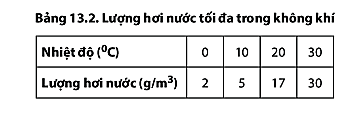 Bảng 13.2. Lượng hơi nước tối đa trong không khí
Nhiệt độ (⁰C) 0 10 20 30
Lượng hơi nước (g/m³) 2 5 17 30